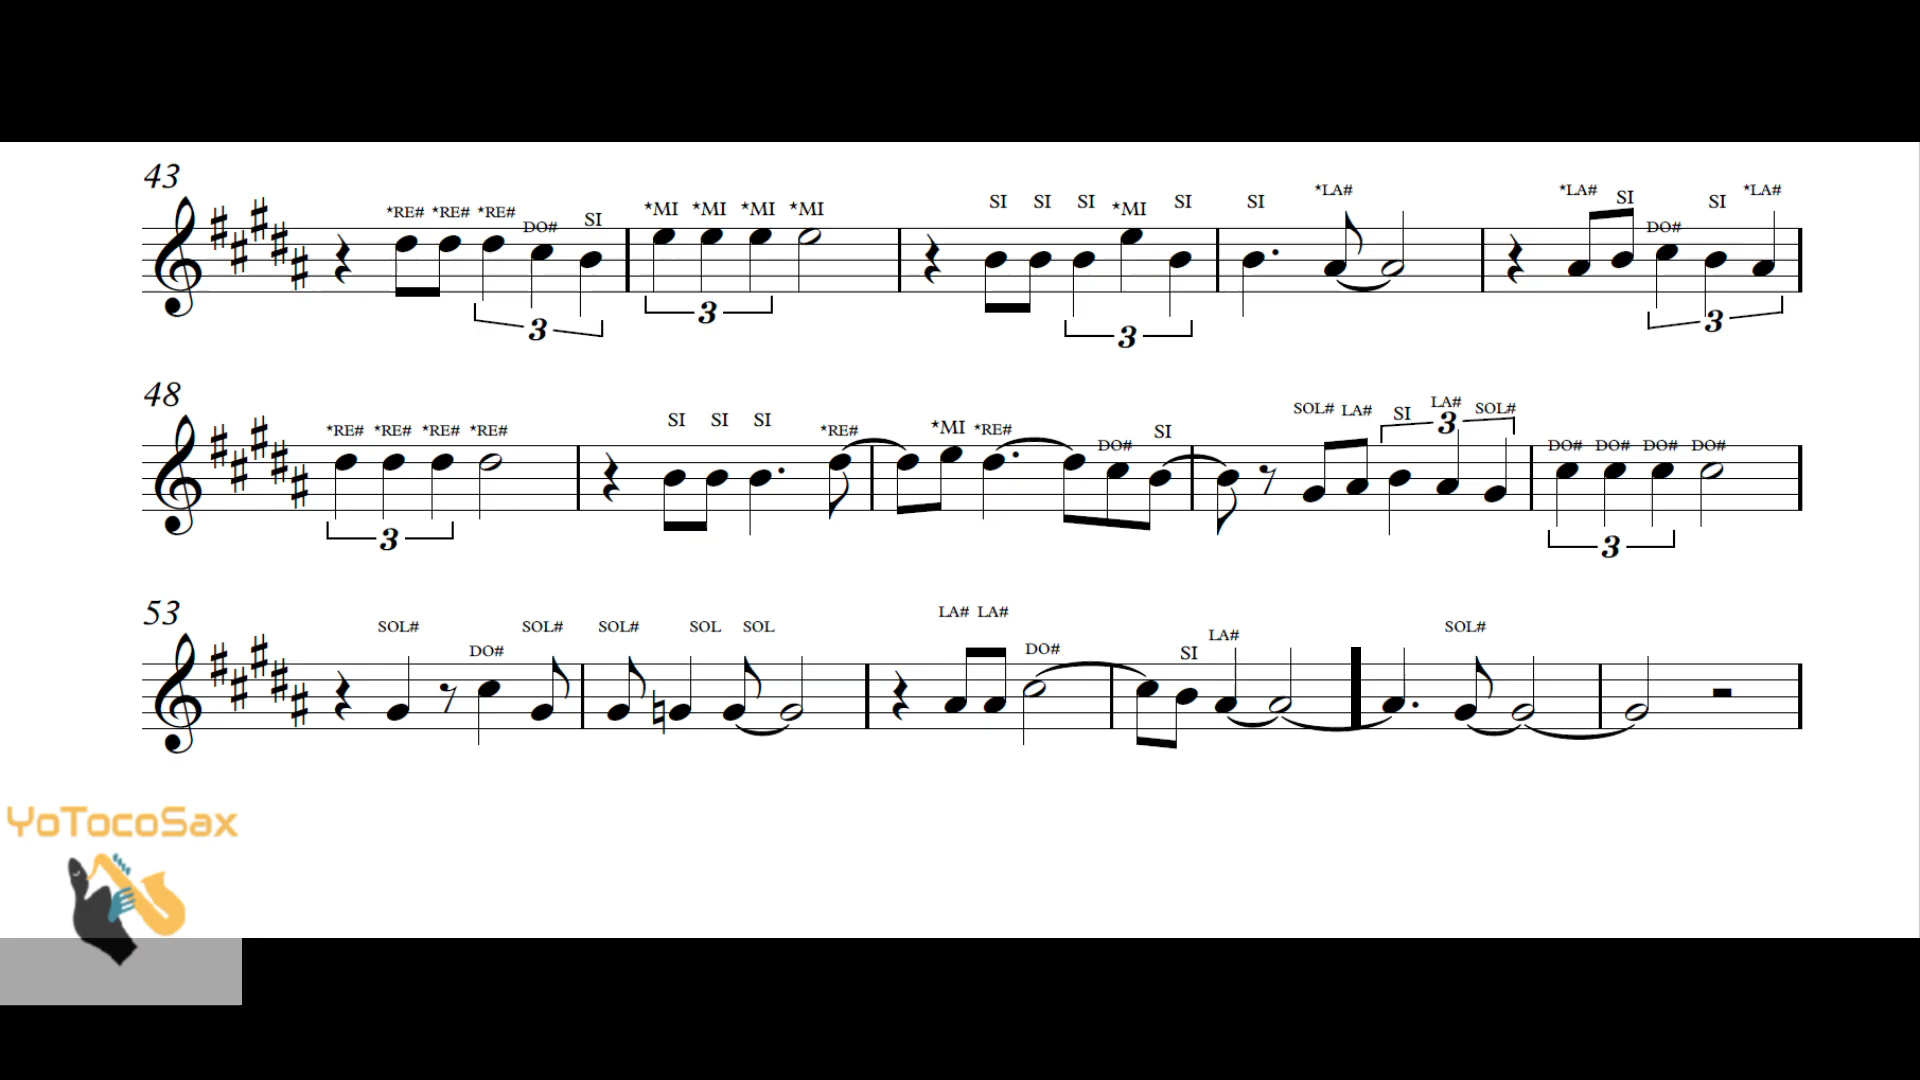 43
*RE# *RE# *RE# DO# SI *MI *MI *MI *MI SI SI SI *MI SI SI *LA# *LA# SI DO# SI *LA#
3 3 3 3
48
*RE# *RE# *RE# *RE# SI SI SI *RE# *MI *RE# DO# SI SOL# LA# SI LA# SOL# DO# DO# DO# DO#
3 3 3
53
SOL# DO# SOL# SOL# SOL SOL LA# LA# DO# SI LA# SOL#
YoTocoSax